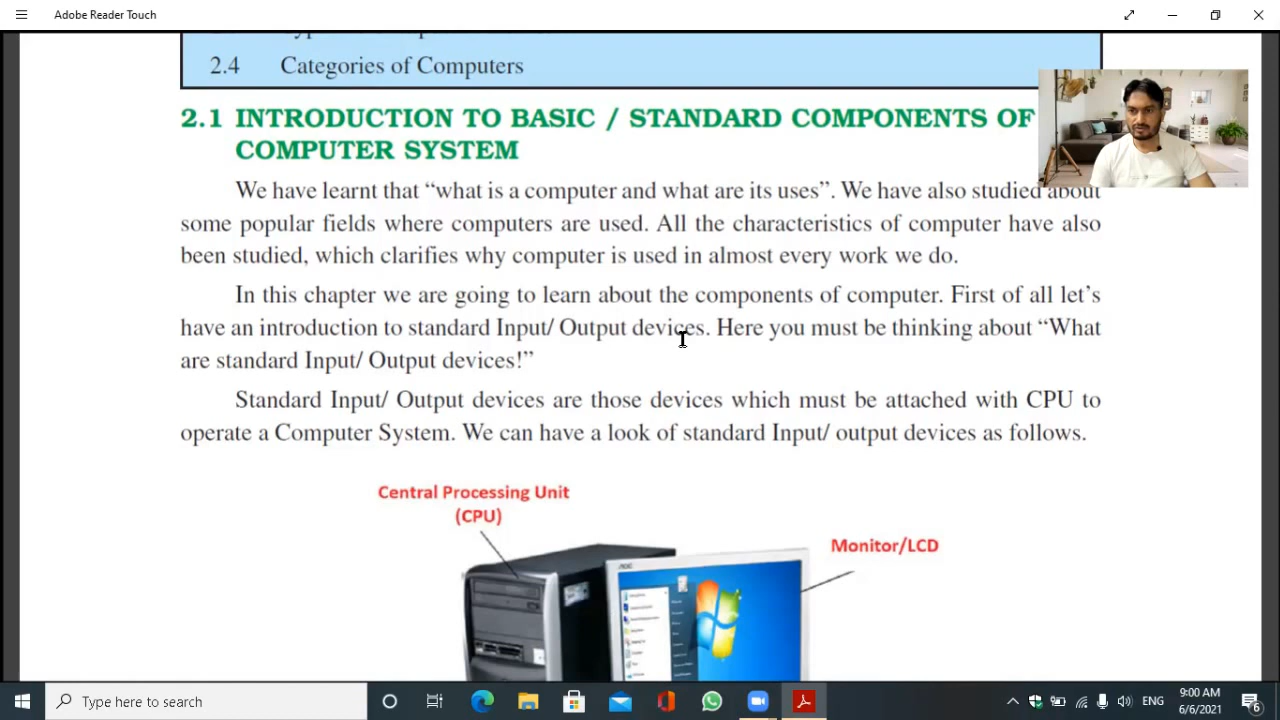 Adobe Reader Touch
2.4 Categories of Computers
2.1 INTRODUCTION TO BASIC / STANDARD COMPONENTS OF
COMPUTER SYSTEM
We have learnt that “what is a computer and what are its uses”. We have also studied about
some popular fields where computers are used. All the characteristics of computer have also
been studied, which clarifies why computer is used in almost every work we do.
In this chapter we are going to learn about the components of computer. First of all let’s
have an introduction to standard Input/ Output devices. Here you must be thinking about “What
are standard Input/ Output devices!”
Standard Input/ Output devices are those devices which must be attached with CPU to
operate a Computer System. We can have a look of standard Input/ output devices as follows.
Central Processing Unit
(CPU)
Monitor/LCD
Type here to search
ENG
9:00 AM
6/6/2021
6